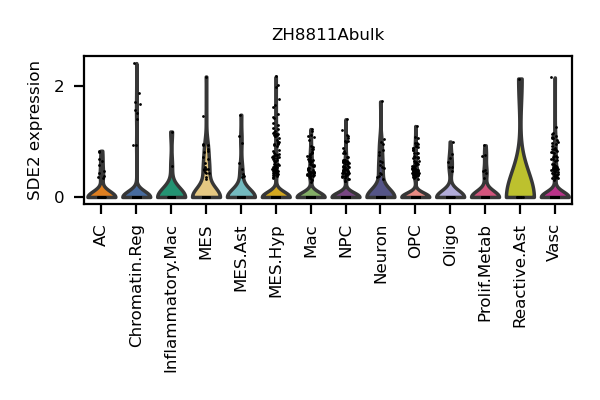 ZH8811Abulk
SDE2 expression
2
0
AC
Chromatin.Reg
Inflammatory.Mac
MES
MES.Ast
MES.Hyp
Mac
NPC
Neuron
OPC
Oligo
Prolif.Metab
Reactive.Ast
Vasc